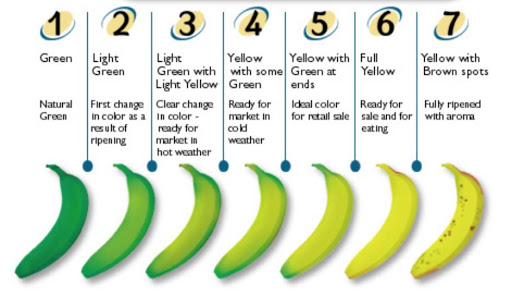 1
Green
Natural
Green
2
Light
Green
First change
in color as a
result of
ripening
3
Light
Green with
Light Yellow
Clear change
in color -
ready for
market in
hot weather
4
Yellow
with some
Green
Ready for
market in
cold
weather
5
Yellow with
Green at
ends
Ideal color
for retail sale
6
Full
Yellow
Ready for
sale and for
eating
7
Yellow with
Brown spots
Fully ripened
with aroma